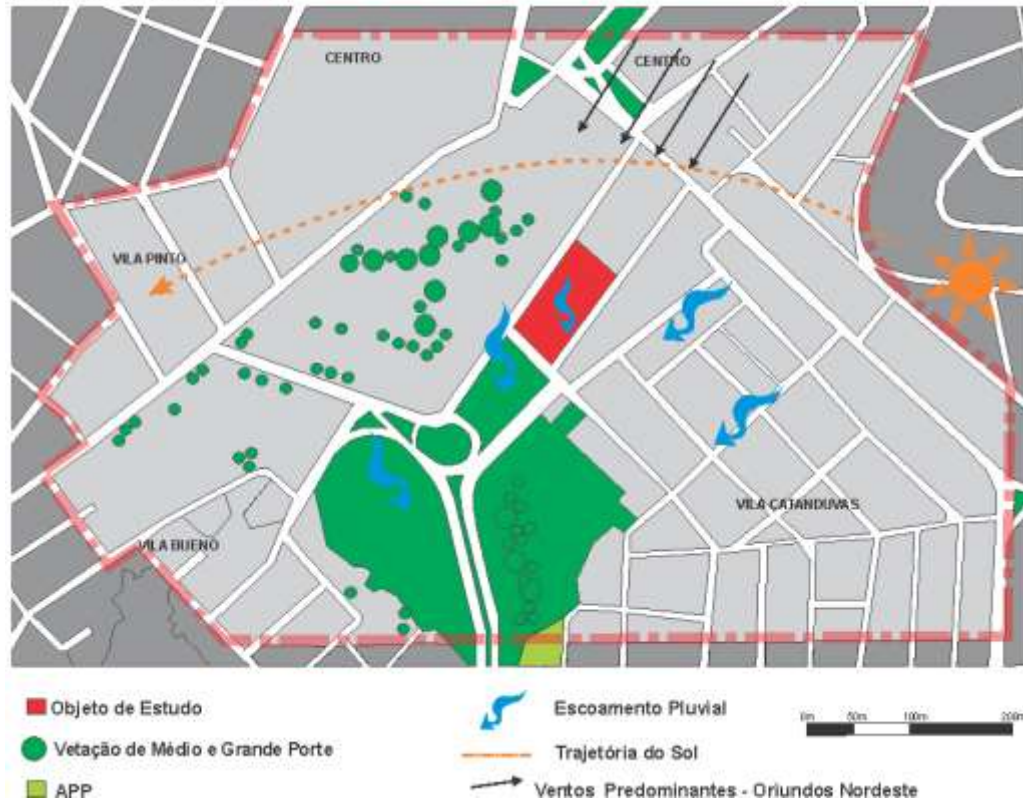 CENTRO
CENTRO
VILA PINTO
VILA CATANDUVAS
VILA BUENO
Objeto de Estudo
Escoamento Pluvial
0m 50m 100m 200m
Vetação de Médio e Grande Porte
Trajetória do Sol
APP
Ventos Predominantes - Oriundos Nordeste